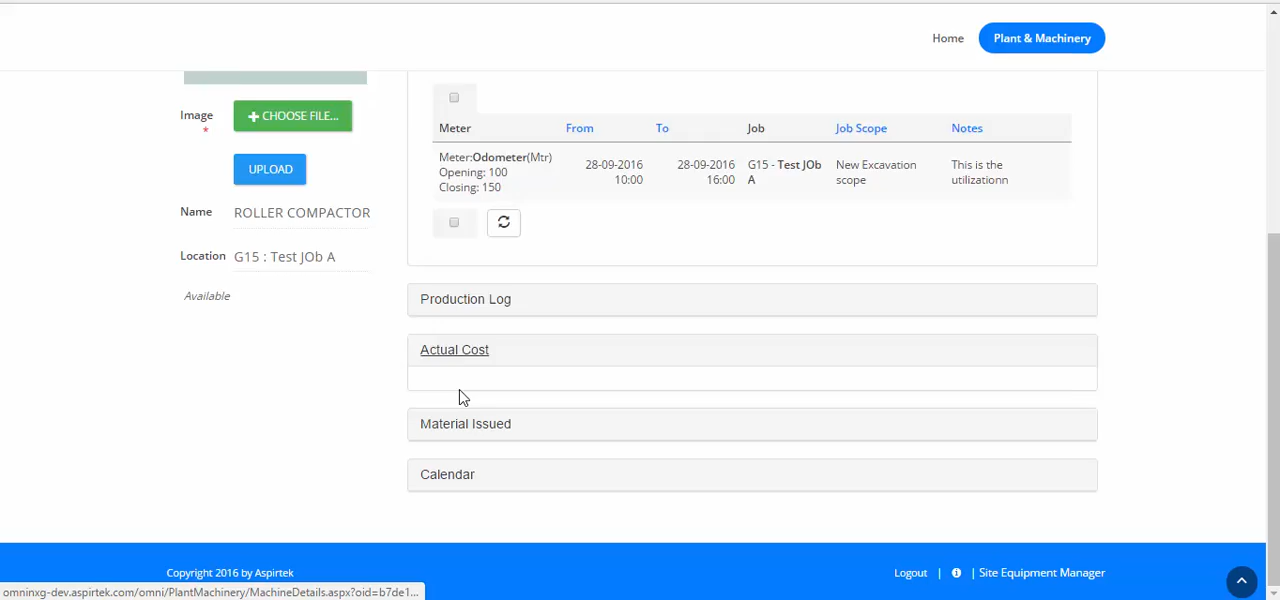 Home
Plant & Machinery
Image
*
CHOOSE FILE...
UPLOAD
Name
ROLLER COMPACTOR
Location
G15 : Test JOb A
Available
Meter
From
To
Job
Job Scope
Notes
Meter:Odometer(Mtr)
Opening: 100
Closing: 150
28-09-2016
10:00
28-09-2016
16:00
G15 - Test JOb
A
New Excavation
scope
This is the
utilizationn
Production Log
Actual Cost
Material Issued
Calendar
Copyright 2016 by Aspirtek
Logout | | Site Equipment Manager
omninxg-dev.aspirtek.com/omni/PlantMachinery/MachineDetails.aspx?oid=b7de1...